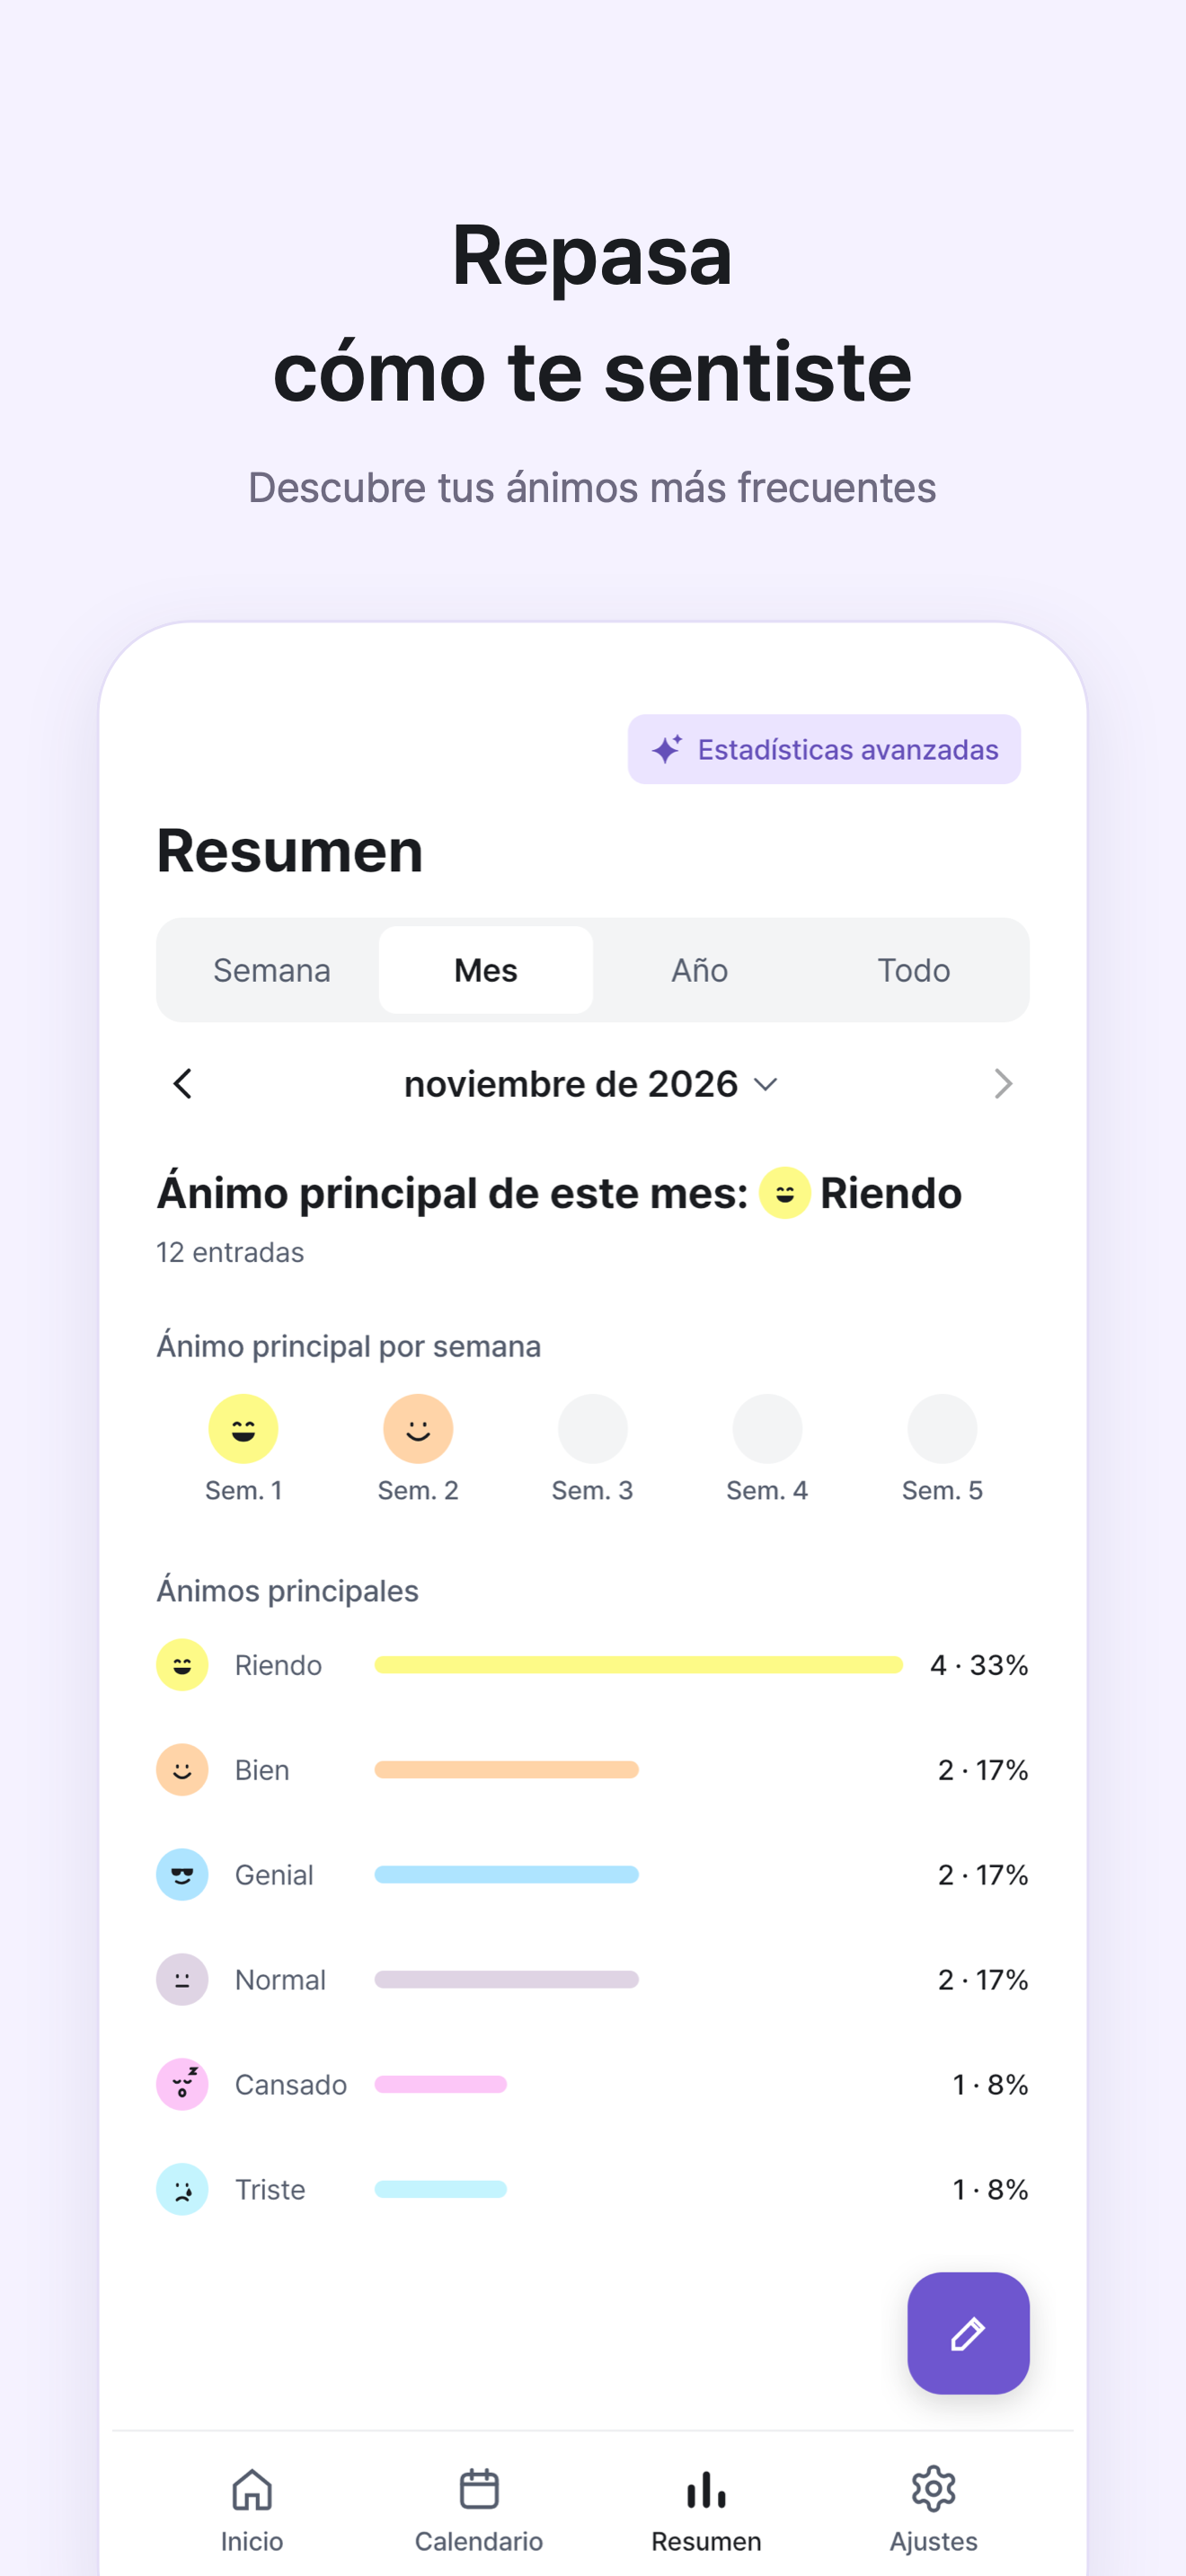 Repasa
cómo te sentiste
Descubre tus ánimos más frecuentes
Estadísticas avanzadas
Resumen
Semana Mes Año Todo
noviembre de 2026
Ánimo principal de este mes: Riendo
12 entradas
Ánimo principal por semana
Sem. 1 Sem. 2 Sem. 3 Sem. 4 Sem. 5
Ánimos principales
Riendo 4 · 33%
Bien 2 · 17%
Genial 2 · 17%
Normal 2 · 17%
Cansado 1 · 8%
Triste 1 · 8%
Inicio Calendario Resumen Ajustes